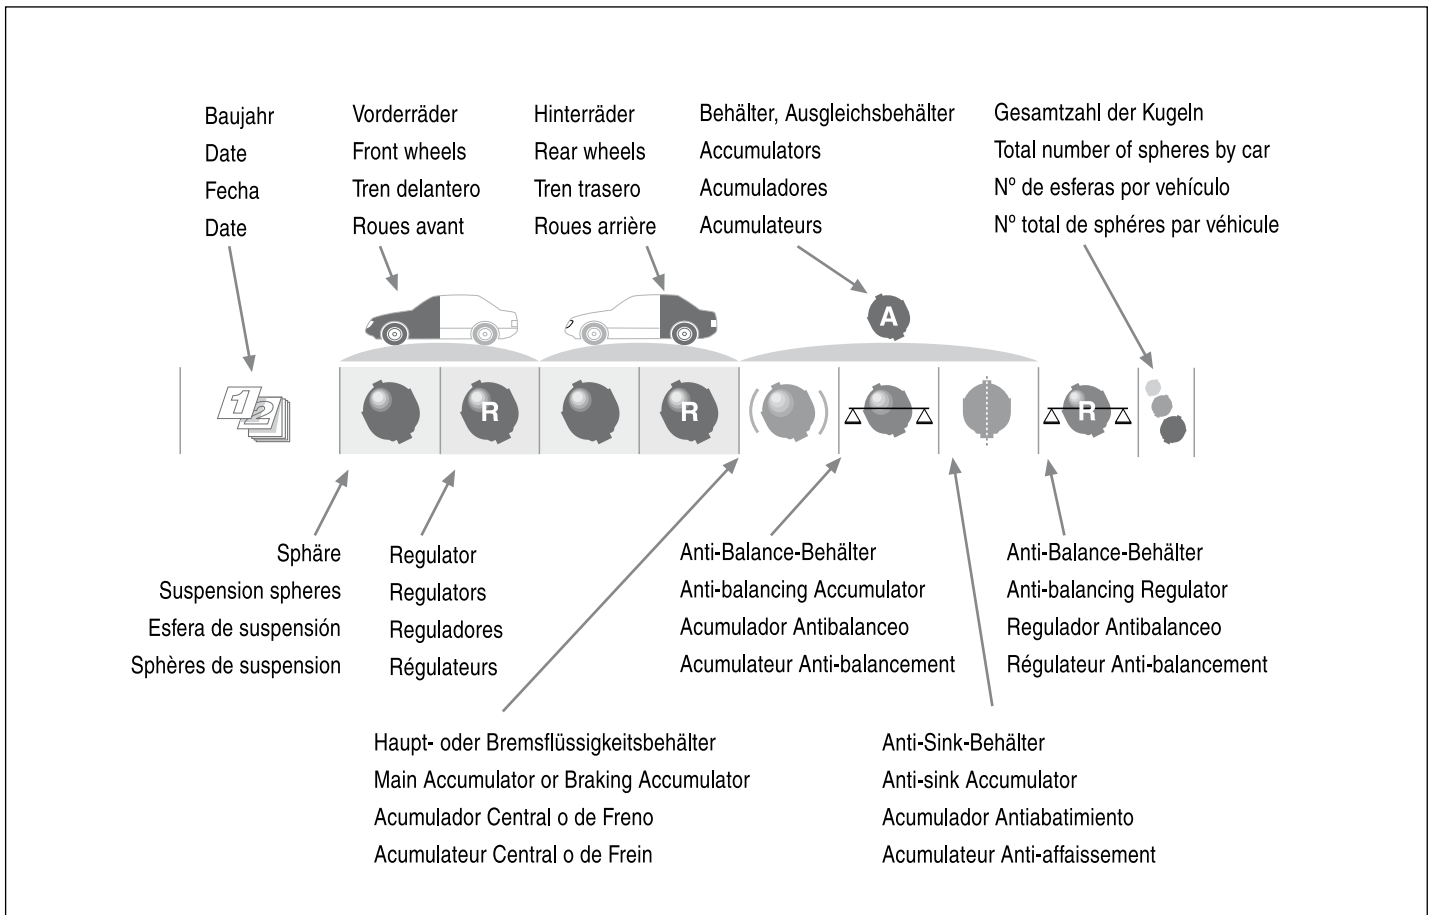 Baujahr
Date
Fecha
Date
Vorderräder
Front wheels
Tren delantero
Roues avant
Hinterräder
Rear wheels
Tren trasero
Roues arrière
Behälter, Ausgleichsbehälter
Accumulators
Acumuladores
Acumulateurs
Gesamtzahl der Kugeln
Total number of spheres by car
Nº de esferas por vehículo
Nº total de sphéres par véhicule
A
1
2
R
R
R
Sphäre
Suspension spheres
Esfera de suspensión
Sphères de suspension
Regulator
Regulators
Reguladores
Régulateurs
Anti-Balance-Behälter
Anti-balancing Accumulator
Acumulador Antibalanceo
Acumulateur Anti-balancement
Anti-Balance-Behälter
Anti-balancing Regulator
Regulador Antibalanceo
Régulateur Anti-balancement
Haupt- oder Bremsflüssigkeitsbehälter
Main Accumulator or Braking Accumulator
Acumulador Central o de Freno
Acumulateur Central o de Frein
Anti-Sink-Behälter
Anti-sink Accumulator
Acumulador Antiabatimiento
Acumulateur Anti-affaissement